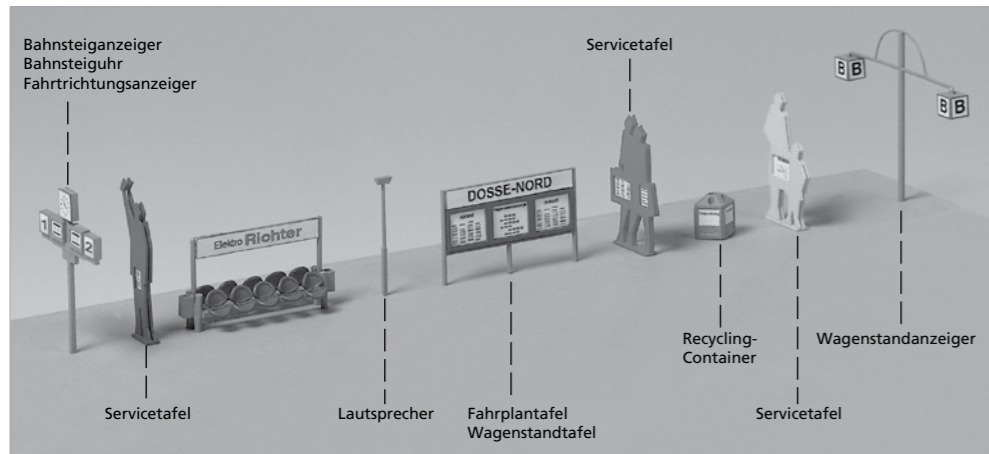 Bahnsteiganzeiger
Bahnsteiguhr
Fahrtrichtungsanzeiger
Servicetafel
B B
B B
1 2
Elektro Richter
DOSSE-NORD
Recycling-
Container
Wagenstandanzeiger
Servicetafel
Lautsprecher
Fahrplantafel
Wagenstandtafel
Servicetafel